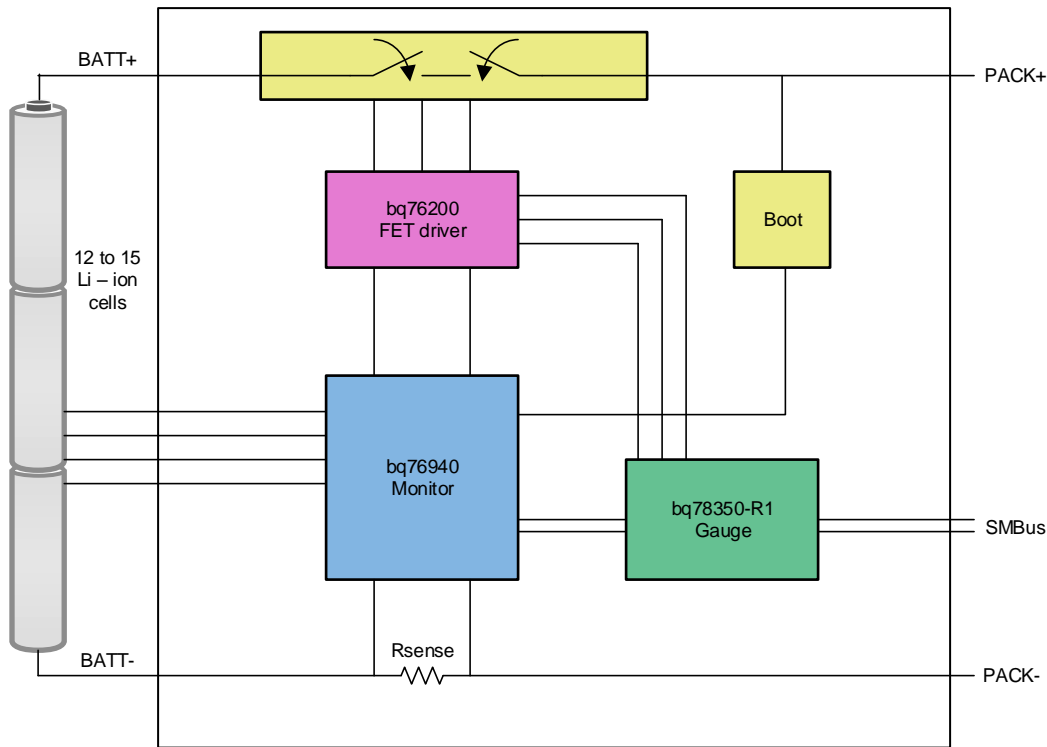 BATT+
PACK+
bq76200
FET driver
Boot
12 to 15
Li – ion
cells
bq76940
Monitor
bq78350-R1
Gauge
SMBus
Rsense
BATT-
PACK-